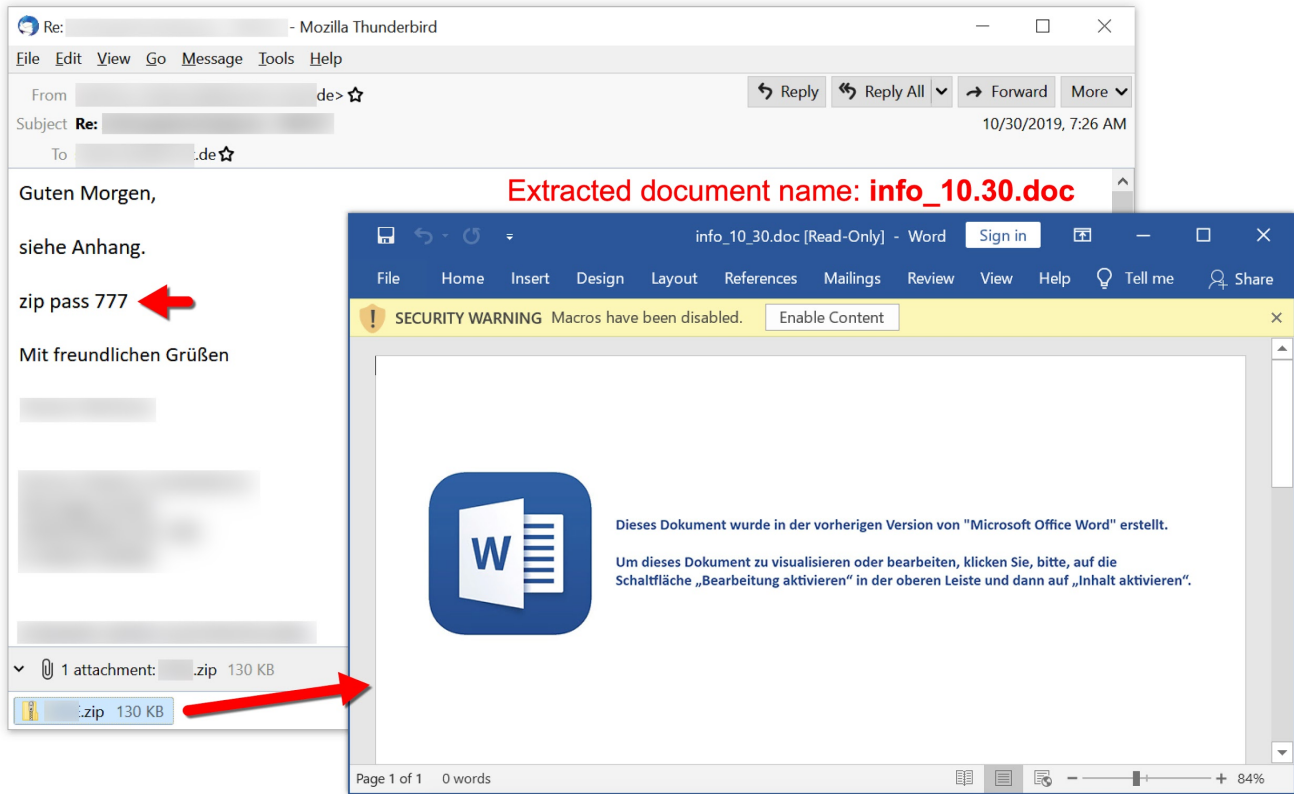 Re: - Mozilla Thunderbird
File Edit View Go Message Tools Help
From de>
Reply Reply All Forward More
Subject Re:
10/30/2019, 7:26 AM
To .de
Guten Morgen,
siehe Anhang.
zip pass 777
Mit freundlichen Grüßen
1 attachment: .zip 130 KB
.zip 130 KB
Extracted document name: info_10.30.doc
info_10_30.doc [Read-Only] - Word Sign in
File Home Insert Design Layout References Mailings Review View Help Tell me Share
SECURITY WARNING Macros have been disabled. Enable Content
W
Dieses Dokument wurde in der vorherigen Version von "Microsoft Office Word" erstellt.
Um dieses Dokument zu visualisieren oder bearbeiten, klicken Sie, bitte, auf die
Schaltfläche „Bearbeitung aktivieren“ in der oberen Leiste und dann auf „Inhalt aktivieren“.
Page 1 of 1 0 words
84%